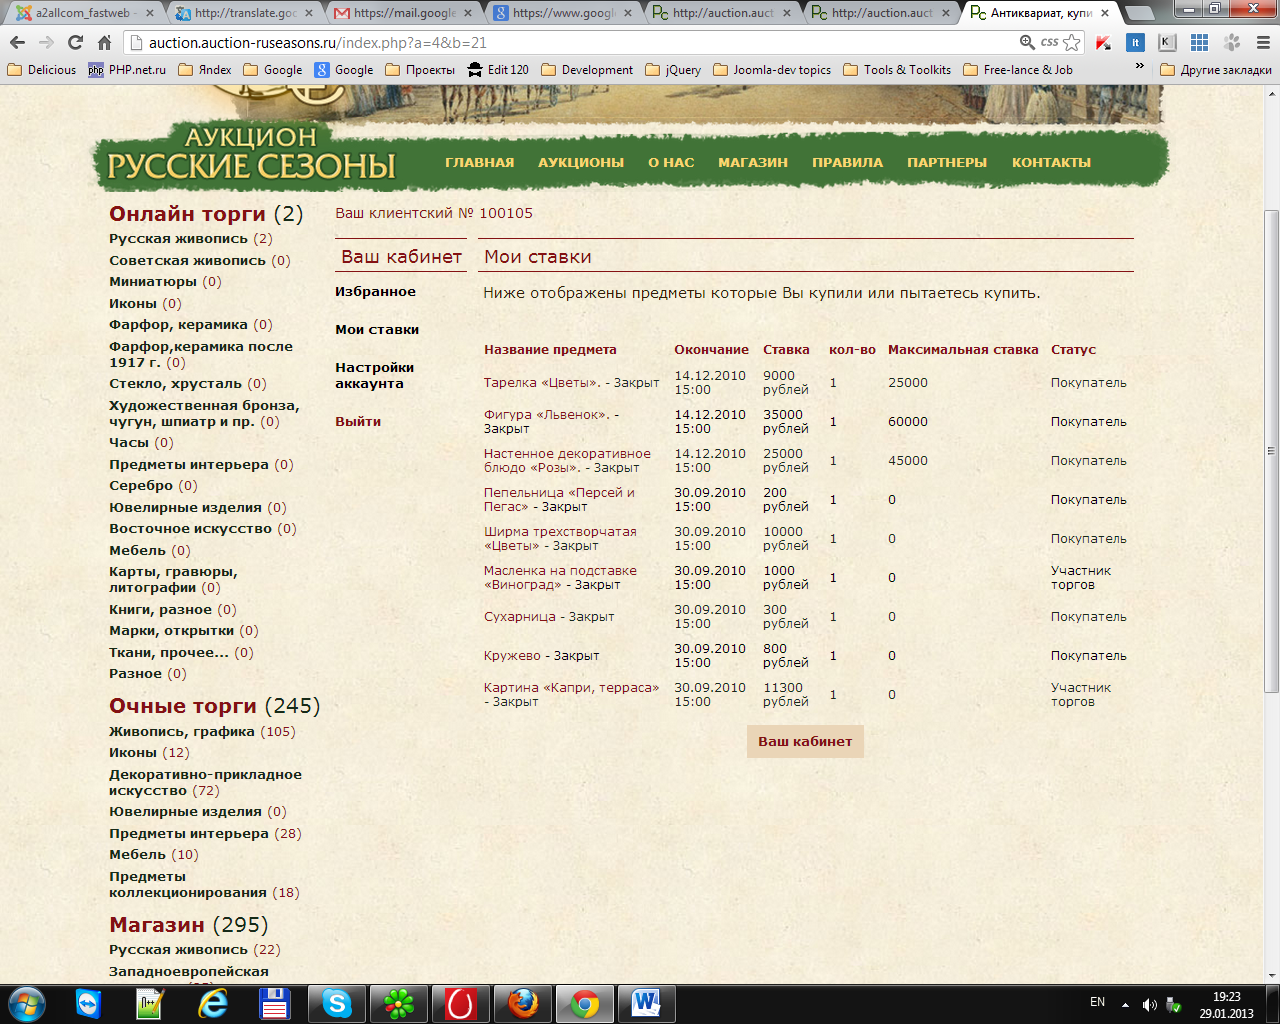 a2allcom_fastweb -
http://translate.goo
https://mail.google
https://www.googl
http://auction.auct
http://auction.auct
Антиквариат, купи
auction.auction-ruseasons.ru/index.php?a=4&b=21
css
Delicious
PHP.net.ru
Яndex
Google
Google
Проекты
Edit 120
Development
jQuery
Joomla-dev topics
Tools & Toolkits
Free-lance & Job
»
Другие закладки
АУКЦИОН
РУССКИЕ СЕЗОНЫ
ГЛАВНАЯ АУКЦИОНЫ О НАС МАГАЗИН ПРАВИЛА ПАРТНЕРЫ КОНТАКТЫ
Онлайн торги (2)
Русская живопись (2)
Советская живопись (0)
Миниатюры (0)
Иконы (0)
Фарфор, керамика (0)
Фарфор,керамика после
1917 г. (0)
Стекло, хрусталь (0)
Художественная бронза,
чугун, шпиатр и пр. (0)
Часы (0)
Предметы интерьера (0)
Серебро (0)
Ювелирные изделия (0)
Восточное искусство (0)
Мебель (0)
Карты, гравюры,
литографии (0)
Книги, разное (0)
Марки, открытки (0)
Ткани, прочее... (0)
Разное (0)
Очные торги (245)
Живопись, графика (105)
Иконы (12)
Декоративно-прикладное
искусство (72)
Ювелирные изделия (0)
Предметы интерьера (28)
Мебель (10)
Предметы
коллекционирования (18)
Магазин (295)
Русская живопись (22)
Западноевропейская
Ваш клиентский № 100105
Ваш кабинет
Избранное
Мои ставки
Настройки
аккаунта
Выйти
Мои ставки
Ниже отображены предметы которые Вы купили или пытаетесь купить.
Название предмета Окончание Ставка кол-во Максимальная ставка Статус
Тарелка «Цветы». - Закрыт 14.12.2010 15:00 9000 рублей 1 25000 Покупатель
Фигура «Львенок». - Закрыт 14.12.2010 15:00 35000 рублей 1 60000 Покупатель
Настенное декоративное блюдо «Розы». - Закрыт 14.12.2010 15:00 25000 рублей 1 45000 Покупатель
Пепельница «Персей и Пегас» - Закрыт 30.09.2010 15:00 200 рублей 1 0 Покупатель
Ширма трехстворчатая «Цветы» - Закрыт 30.09.2010 15:00 10000 рублей 1 0 Покупатель
Масленка на подставке «Виноград» - Закрыт 30.09.2010 15:00 1000 рублей 1 0 Участник торгов
Сухарница - Закрыт 30.09.2010 15:00 300 рублей 1 0 Покупатель
Кружево - Закрыт 30.09.2010 15:00 800 рублей 1 0 Покупатель
Картина «Капри, терраса» - Закрыт 30.09.2010 15:00 11300 рублей 1 0 Участник торгов
Ваш кабинет
EN
19:23
29.01.2013